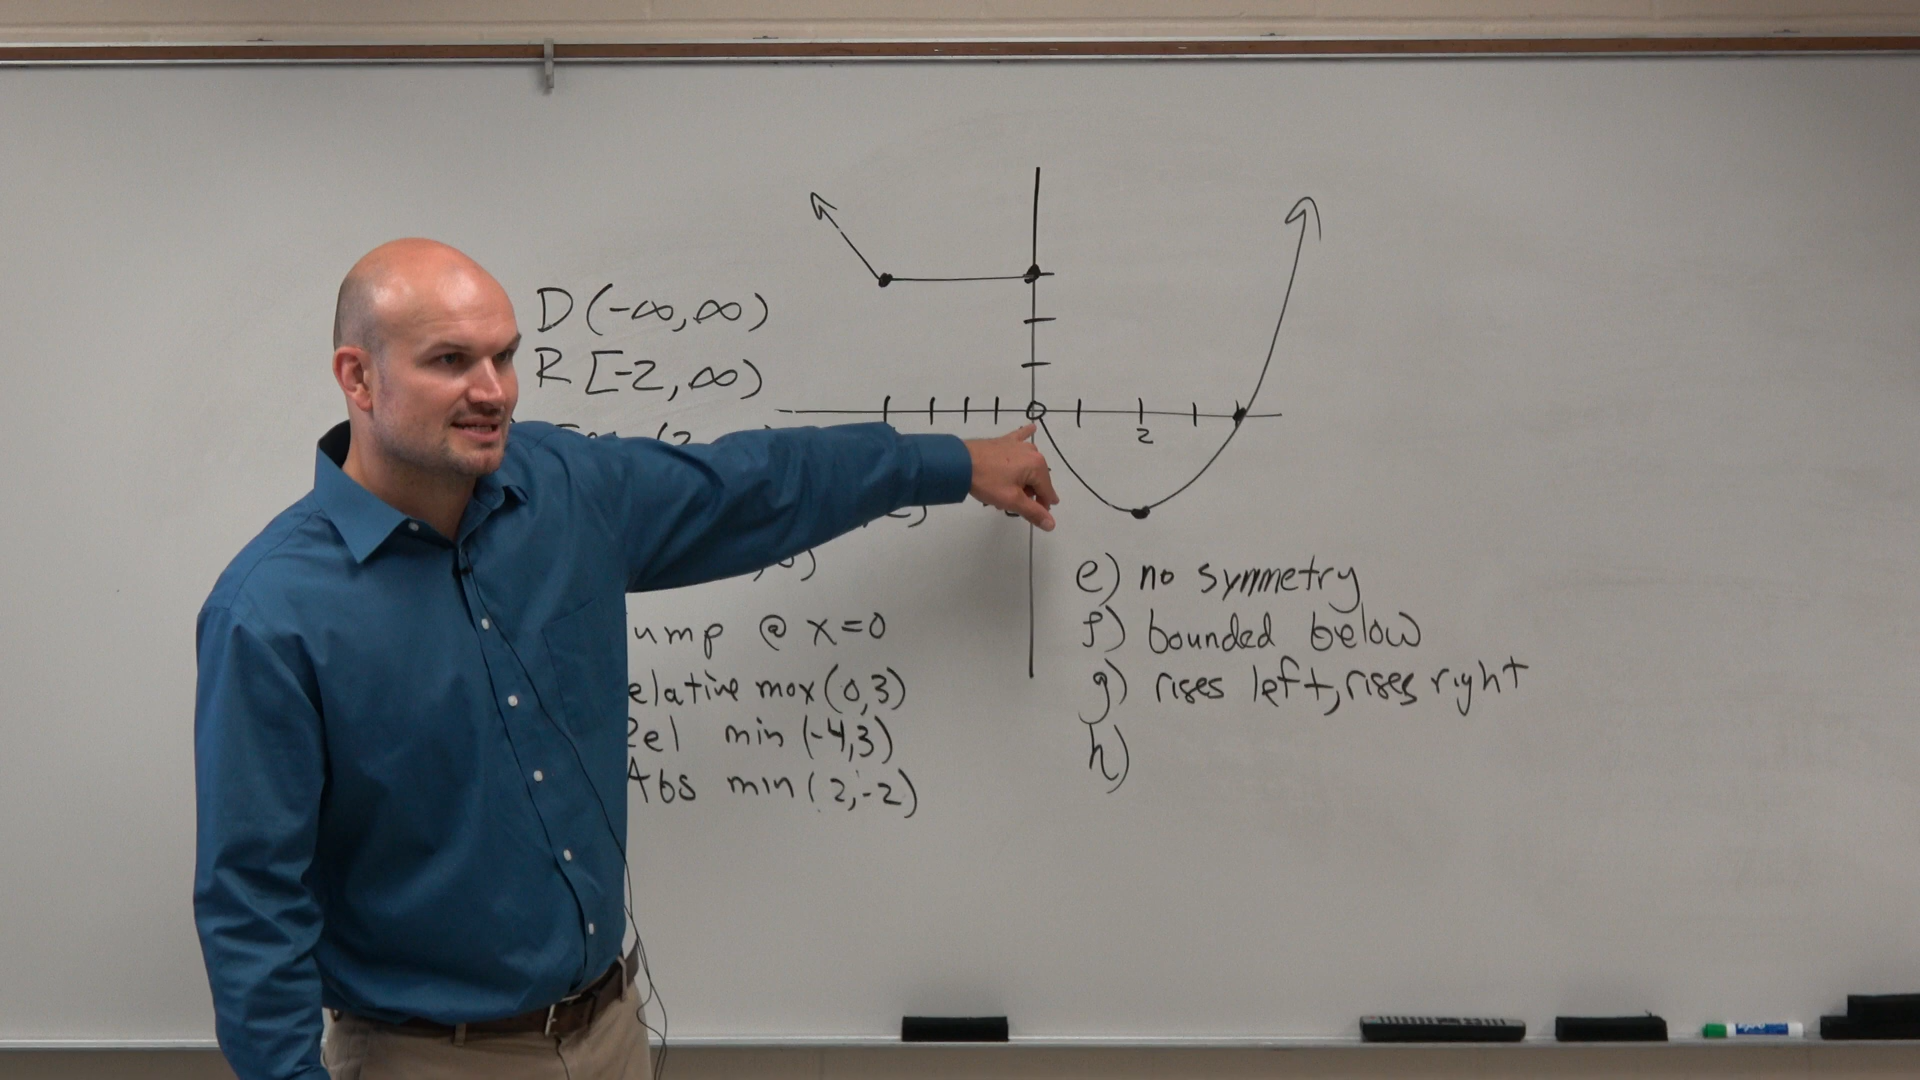 D (-∞, ∞)
R [-2, ∞)
2
ump @ x=0
elative max (0,3)
Rel min (-4,3)
Abs min (2,-2)
e) no symmetry
f) bounded below
g) rises left, rises right
h)